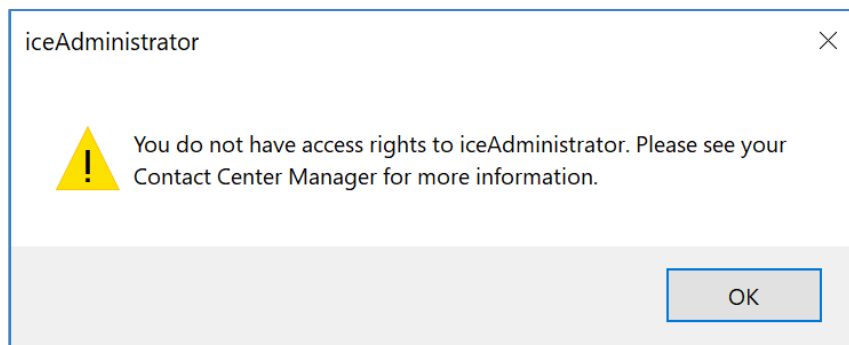 iceAdministrator
You do not have access rights to iceAdministrator. Please see your
Contact Center Manager for more information.
OK